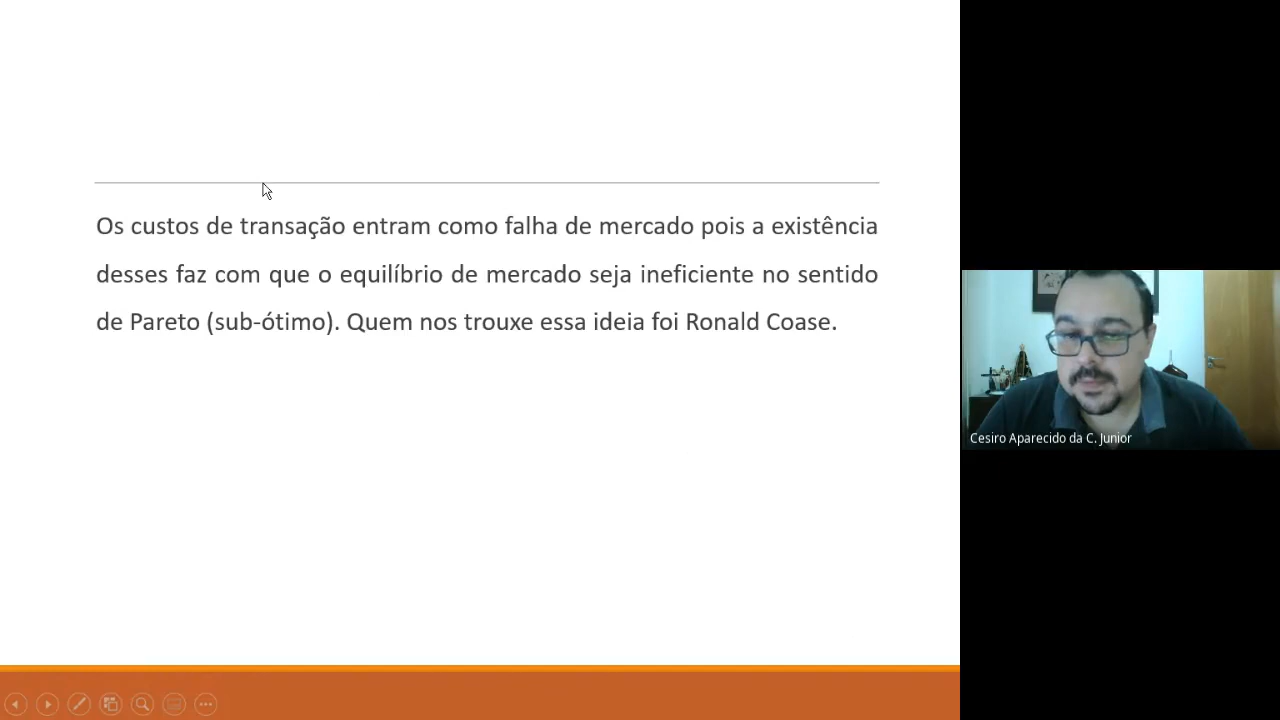 Os custos de transação entram como falha de mercado pois a existência
desses faz com que o equilíbrio de mercado seja ineficiente no sentido
de Pareto (sub-ótimo). Quem nos trouxe essa ideia foi Ronald Coase.
Cesiro Aparecido da C. Junior